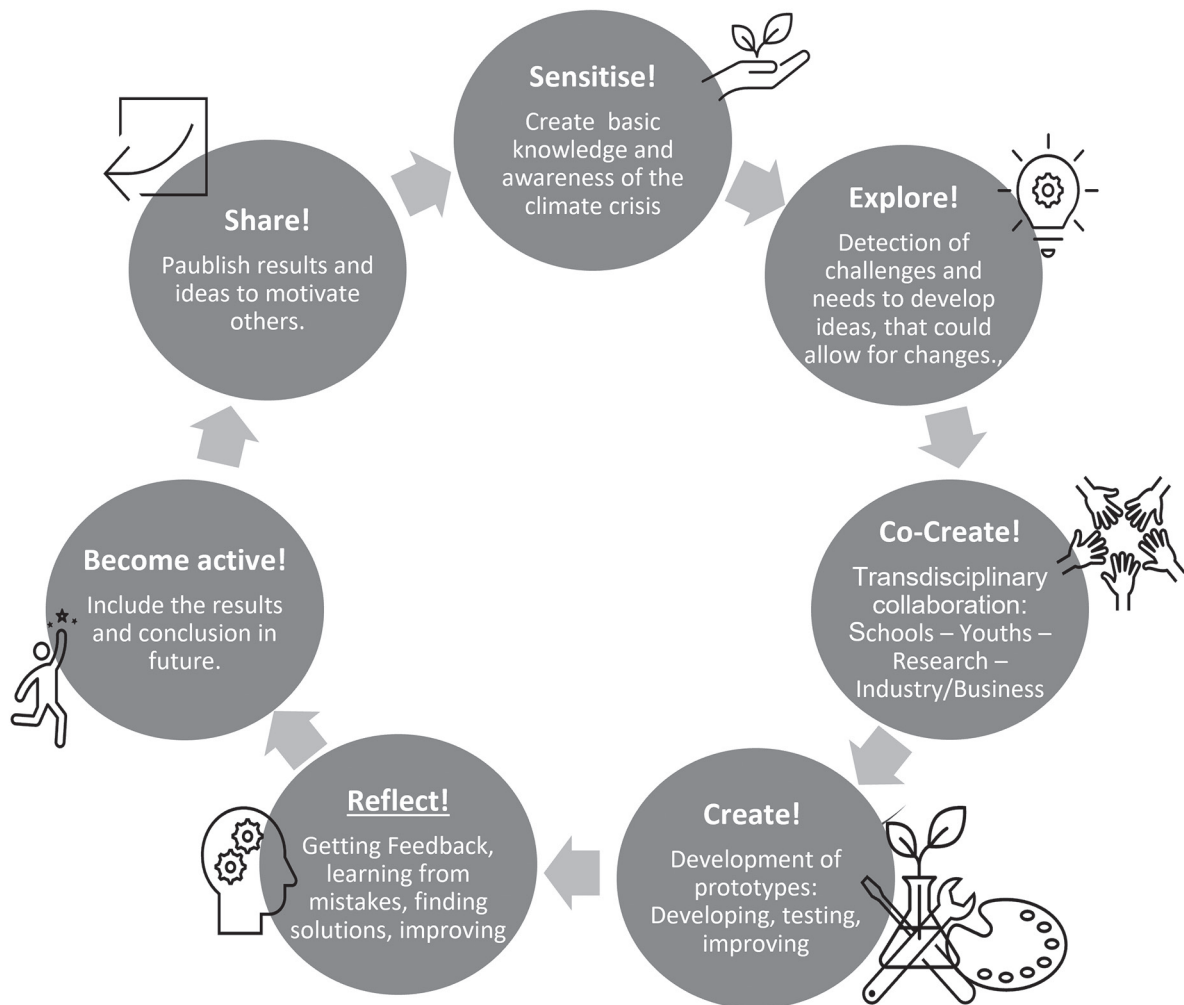 Sensitise!
Create basic
knowledge and
awareness of the
climate crisis
Explore!
Detection of
challenges and
needs to develop
ideas, that could
allow for changes.,
Co-Create!
Transdisciplinary
collaboration:
Schools – Youths –
Research –
Industry/Business
Create!
Development of
prototypes:
Developing, testing,
improving
Reflect!
Getting Feedback,
learning from
mistakes, finding
solutions, improving
Become active!
Include the results
and conclusion in
future.
Share!
Paublish results and
ideas to motivate
others.